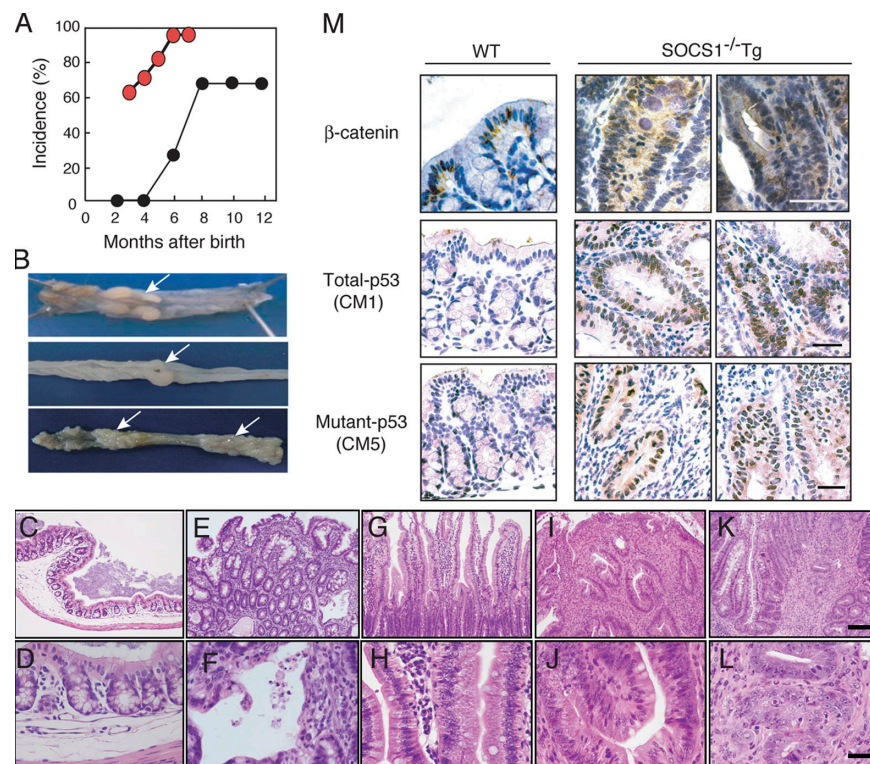 A
Incidence (%)
100
80
60
40
20
0
0 2 4 6 8 10 12
Months after birth
B
M
WT
SOCS1-/-Tg
β-catenin
Total-p53
(CM1)
Mutant-p53
(CM5)
C E G I K
D F H J L